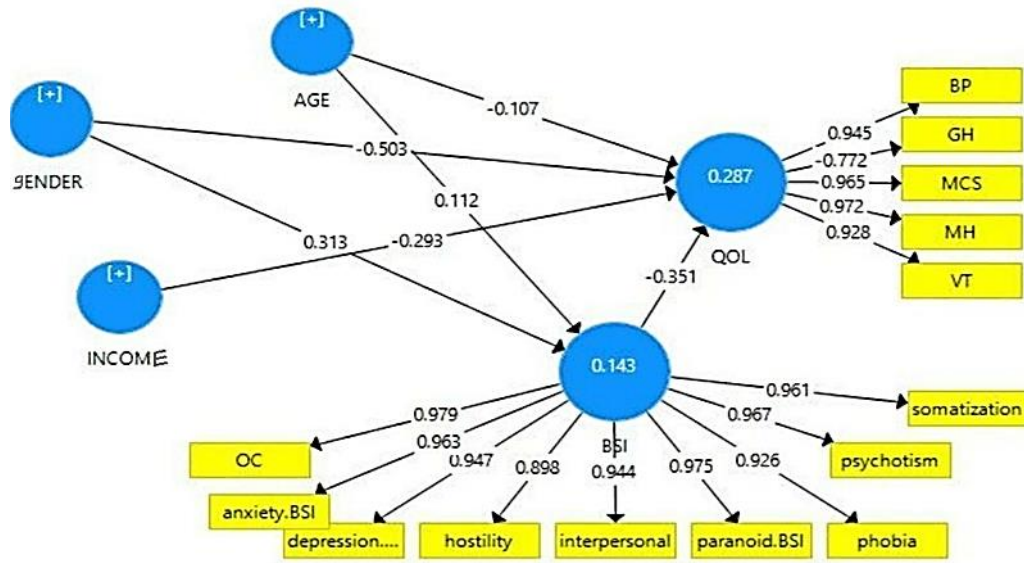 [+]
AGE
[+]
GENDER
[+]
INCOME
-0.107
-0.503
0.112
0.313
-0.293
0.287
QOL
-0.351
0.945
-0.772
0.965
0.972
0.928
BP
GH
MCS
MH
VT
0.143
BSI
0.979
0.963
0.947
0.898
0.944
0.975
0.926
0.967
0.961
OC
anxiety.BSI
depression....
hostility
interpersonal
paranoid.BSI
phobia
psychotism
somatization